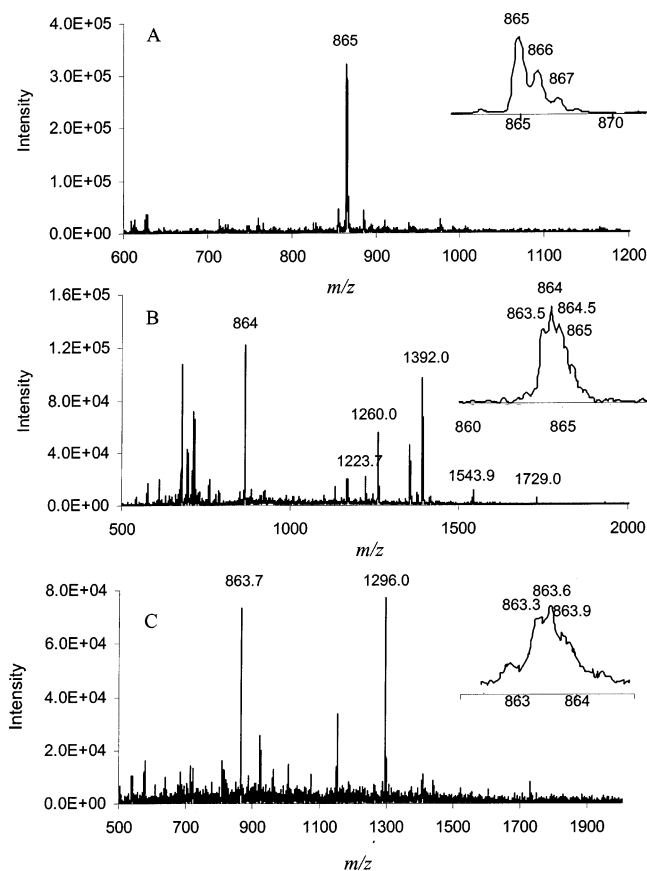 A
Intensity
4.0E+05
3.0E+05
2.0E+05
1.0E+05
0.0E+00
865
600 700 800 900 1000 1100 1200
m/z
865
866
867
865 870
B
Intensity
1.6E+05
1.2E+05
8.0E+04
4.0E+04
0.0E+00
864
1392.0
1260.0
1223.7
1543.9
1729.0
500 1000 1500 2000
m/z
864
863.5 864.5
865
860 865
C
Intensity
8.0E+04
6.0E+04
4.0E+04
2.0E+04
0.0E+00
863.7 1296.0
500 700 900 1100 1300 1500 1700 1900
m/z
863.6
863.3 863.9
863 864